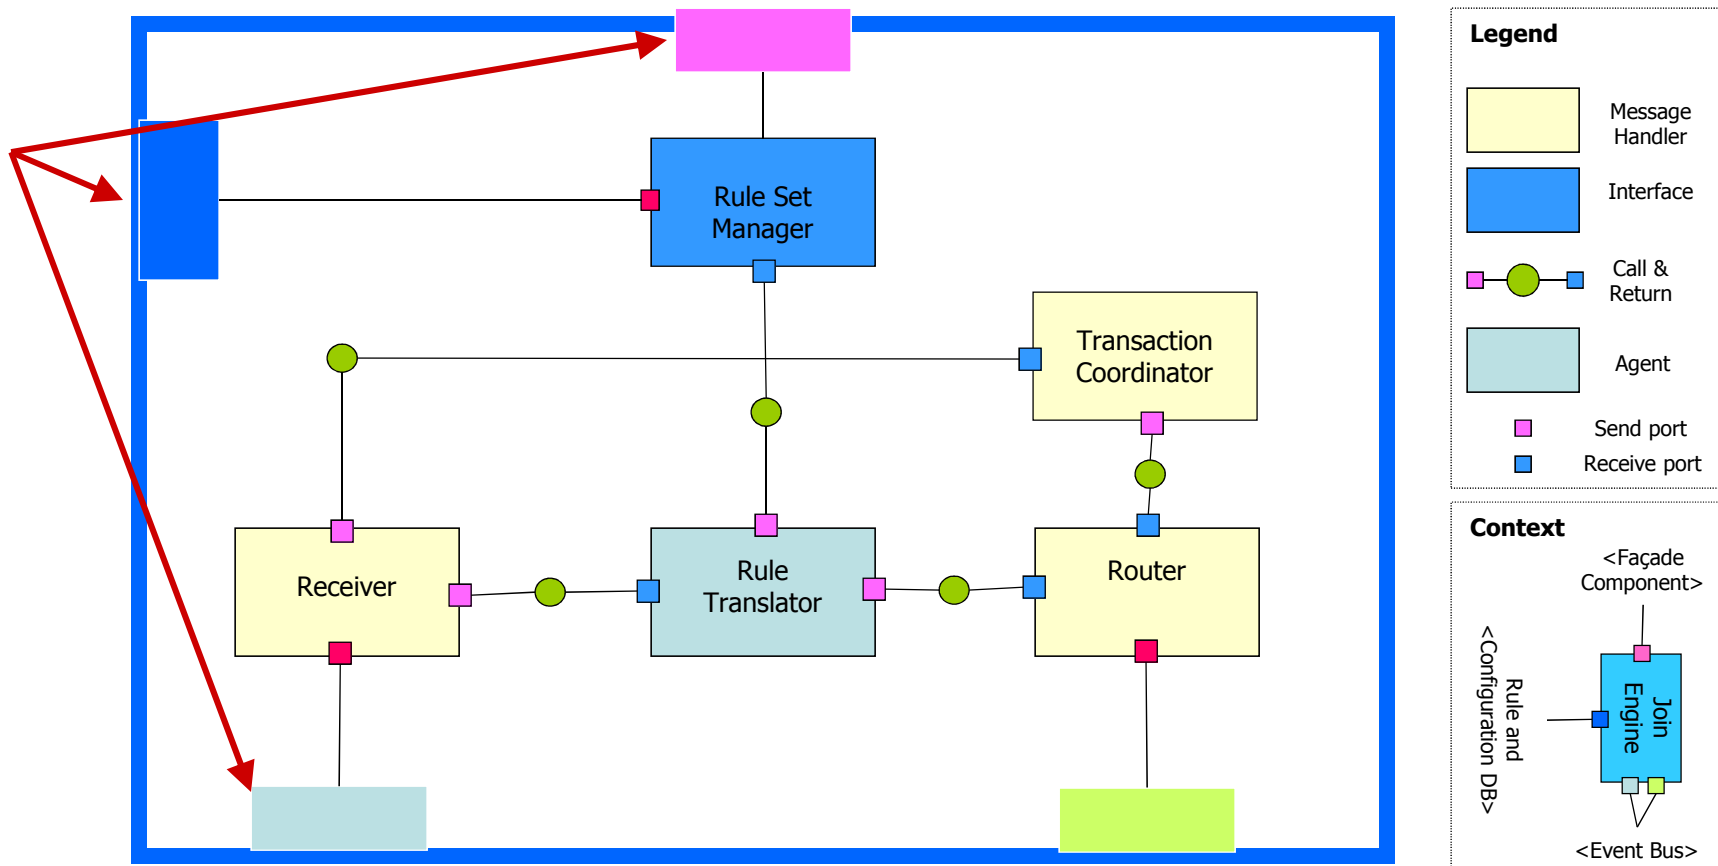 Rule Set
Manager
Transaction
Coordinator
Receiver
Rule
Translator
Router
Legend
Message
Handler
Interface
Call &
Return
Agent
Send port
Receive port
Context
<Façade
Component>
Rule and
<Configuration DB>
Join
Engine
<Event Bus>